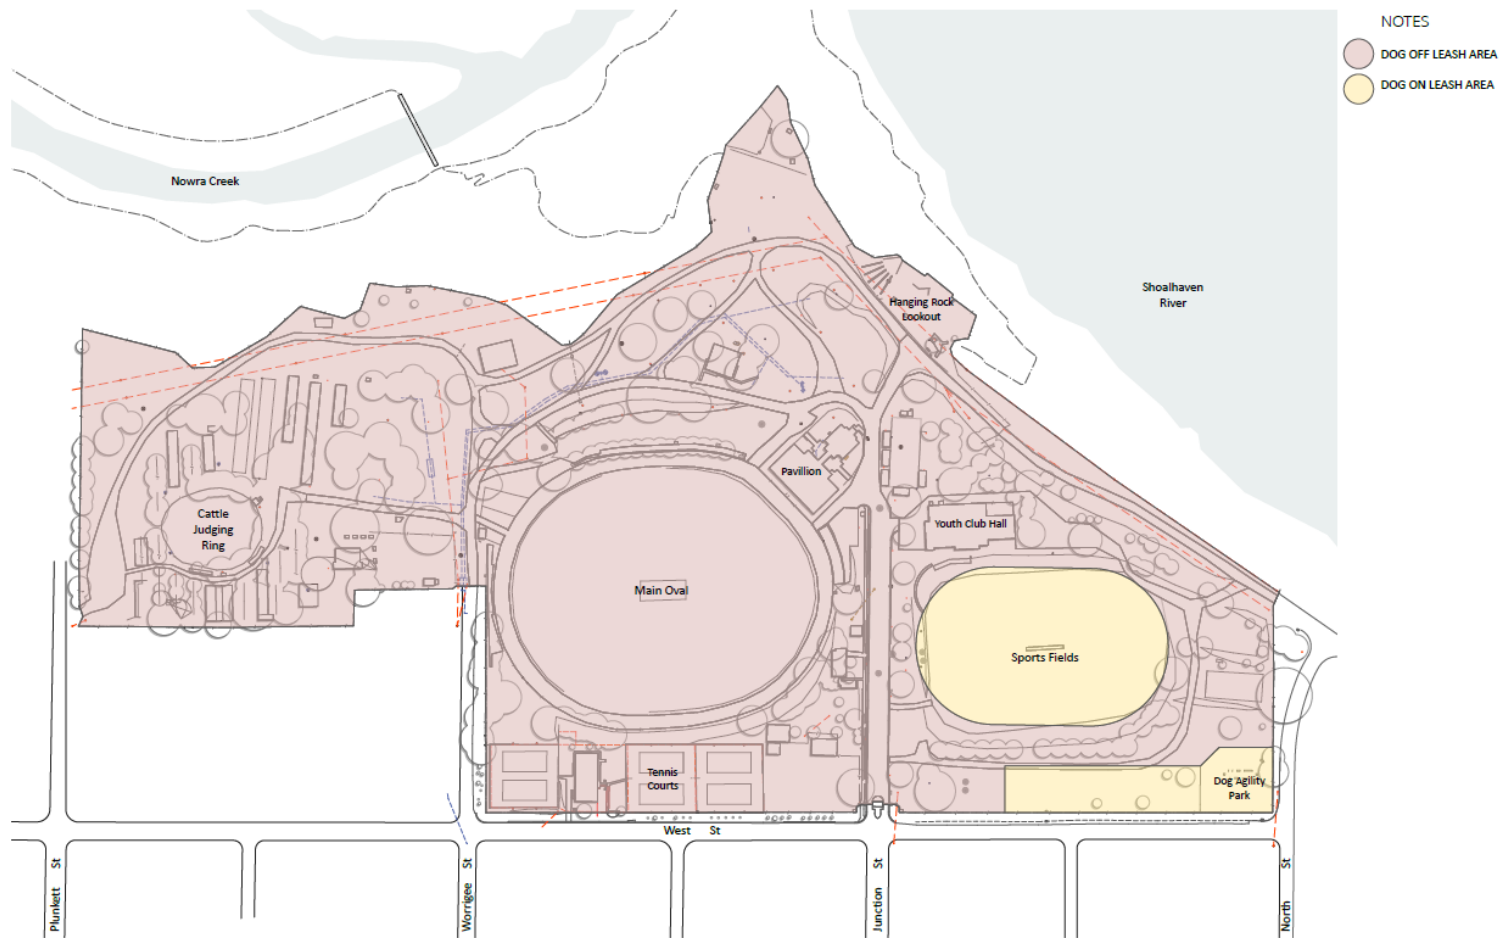 NOTES
DOG OFF LEASH AREA
DOG ON LEASH AREA
Nowra Creek
Shoalhaven
River
Hanging Rock
Lookout
Pavillion
Cattle
Judging
Ring
Youth Club Hall
Main Oval
Sports Fields
Tennis
Courts
Dog Agility
Park
West St
Plunkett St
Worrigee St
Junction St
North St